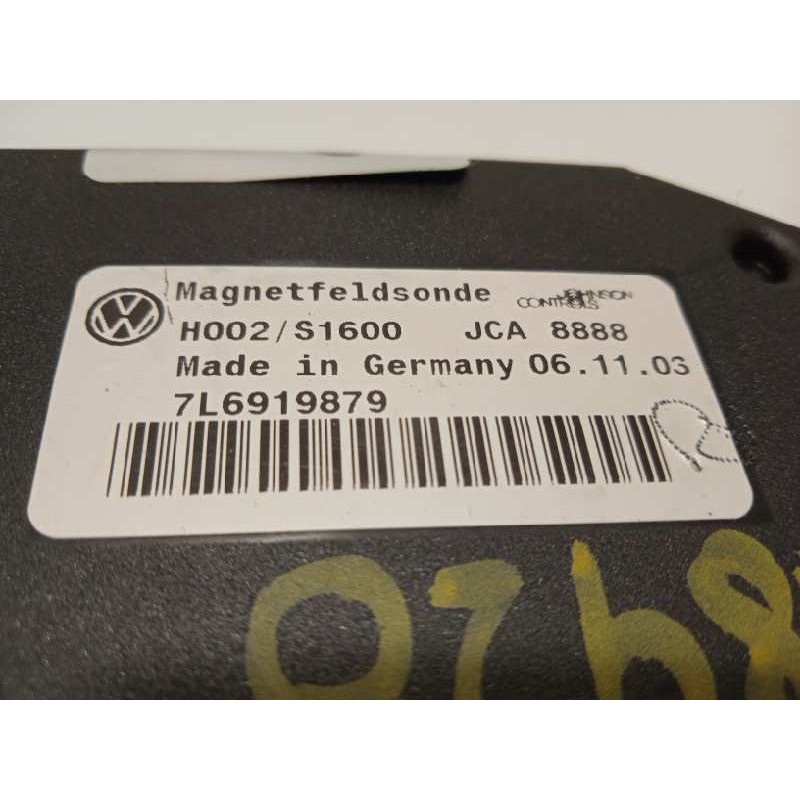 Magnetfeldsonde JOHNSON
CONTROLS
H002/S1600 JCA 8888
Made in Germany 06.11.03
7L6919879